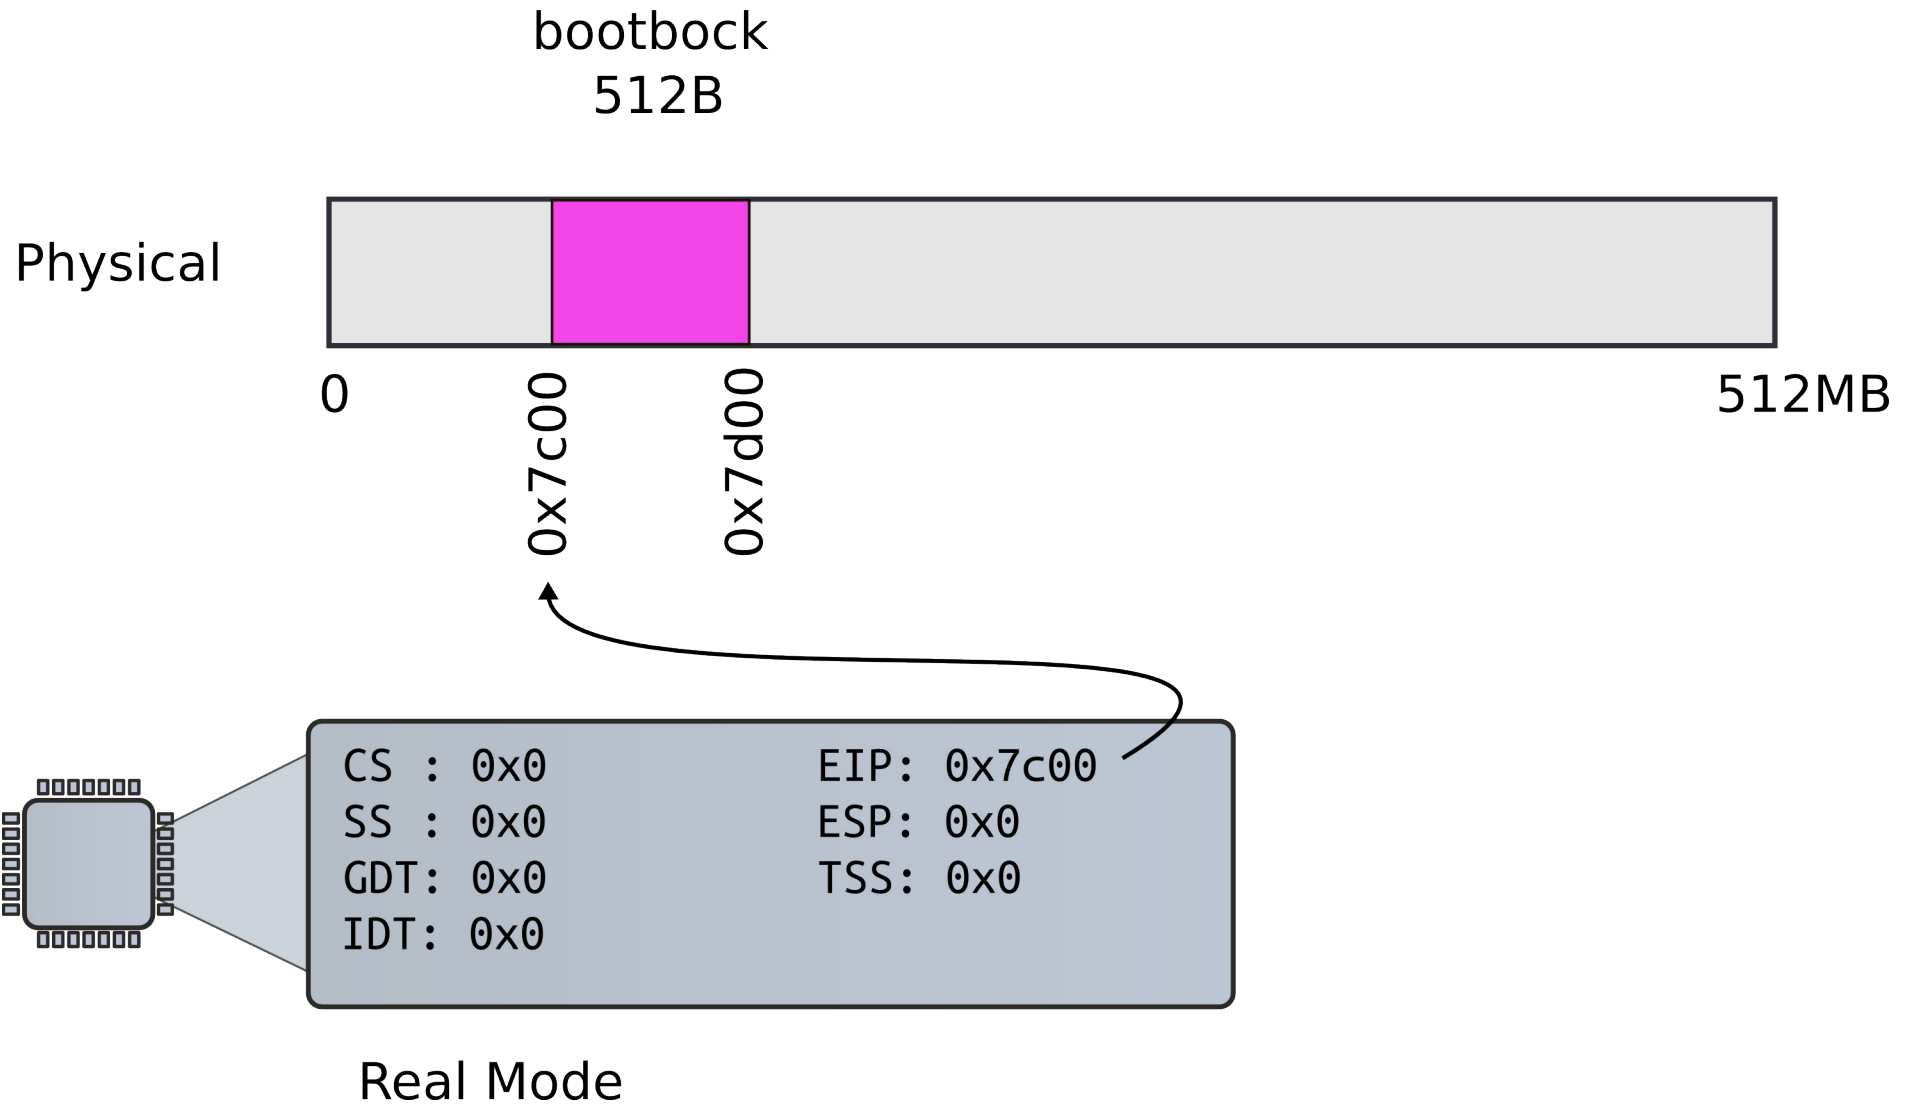 bootbock
512B
Physical
0
0x7c00
0x7d00
512MB
CS : 0x0
EIP: 0x7c00
SS : 0x0
ESP: 0x0
GDT: 0x0
TSS: 0x0
IDT: 0x0
Real Mode